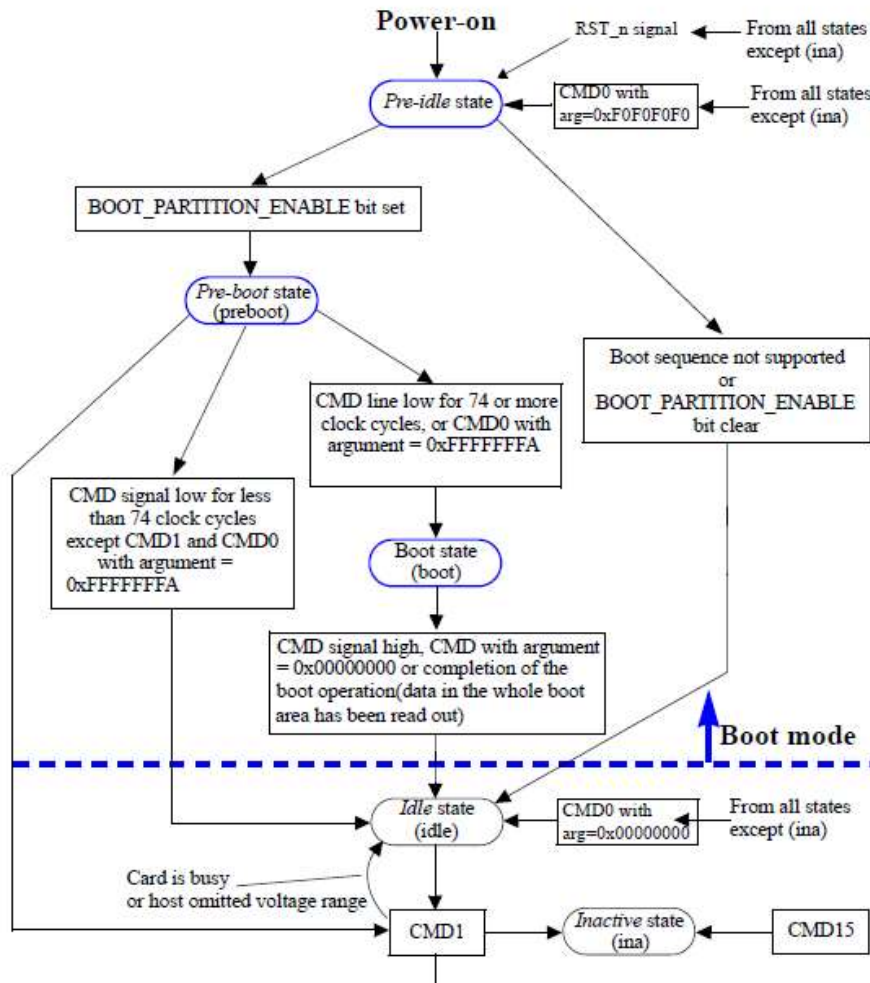 Power-on
RST_n signal
From all states
except (ina)
Pre-idle state
CMD0 with
arg=0xF0F0F0F0
From all states
except (ina)
BOOT_PARTITION_ENABLE bit set
Pre-boot state
(preboot)
Boot sequence not supported
or
BOOT_PARTITION_ENABLE
bit clear
CMD line low for 74 or more
clock cycles, or CMD0 with
argument = 0xFFFFFFFA
CMD signal low for less
than 74 clock cycles
except CMD1 and CMD0
with argument =
0xFFFFFFFA
Boot state
(boot)
CMD signal high, CMD with argument
= 0x00000000 or completion of the
boot operation(data in the whole boot
area has been read out)
Boot mode
Idle state
(idle)
CMD0 with
arg=0x00000000
From all states
except (ina)
Card is busy
or host omitted voltage range
CMD1
Inactive state
(ina)
CMD15